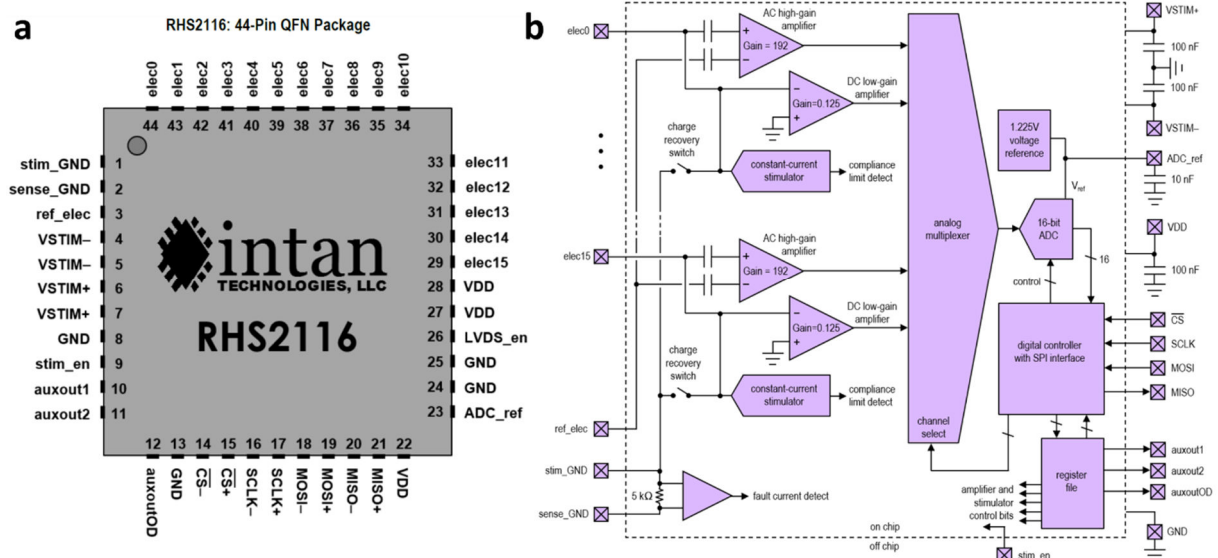 a
RHS2116: 44-Pin QFN Package
elec0
elec1
elec2
elec3
elec4
elec5
elec6
elec7
elec8
elec9
elec10
44 43 42 41 40 39 38 37 36 35 34
stim_GND 1
sense_GND 2
ref_elec 3
VSTIM– 4
VSTIM– 5
VSTIM+ 6
VSTIM+ 7
GND 8
stim_en 9
auxout1 10
auxout2 11
intan
TECHNOLOGIES, LLC
RHS2116
33 elec11
32 elec12
31 elec13
30 elec14
29 elec15
28 VDD
27 VDD
26 LVDS_en
25 GND
24 GND
23 ADC_ref
12 13 14 15 16 17 18 19 20 21 22
auxoutOD
GND
CS–
CS+
SCLK–
SCLK+
MOSI–
MOSI+
MISO–
MISO+
VDD
b
elec0
AC high-gain
amplifier
Gain = 192
DC low-gain
amplifier
Gain=0.125
charge
recovery
switch
constant-current
stimulator
compliance
limit detect
elec15
AC high-gain
amplifier
Gain = 192
DC low-gain
amplifier
Gain=0.125
charge
recovery
switch
constant-current
stimulator
compliance
limit detect
ref_elec
stim_GND
5 kΩ
sense_GND
fault current detect
analog
multiplexer
channel
select
1.225V
voltage
reference
Vref
16-bit
ADC
16
control
digital controller
with SPI interface
register
file
amplifier and
stimulator
control bits
on chip
off chip
stim_en
VSTIM+
100 nF
100 nF
VSTIM–
ADC_ref
10 nF
VDD
100 nF
CS
SCLK
MOSI
MISO
auxout1
auxout2
auxoutOD
GND